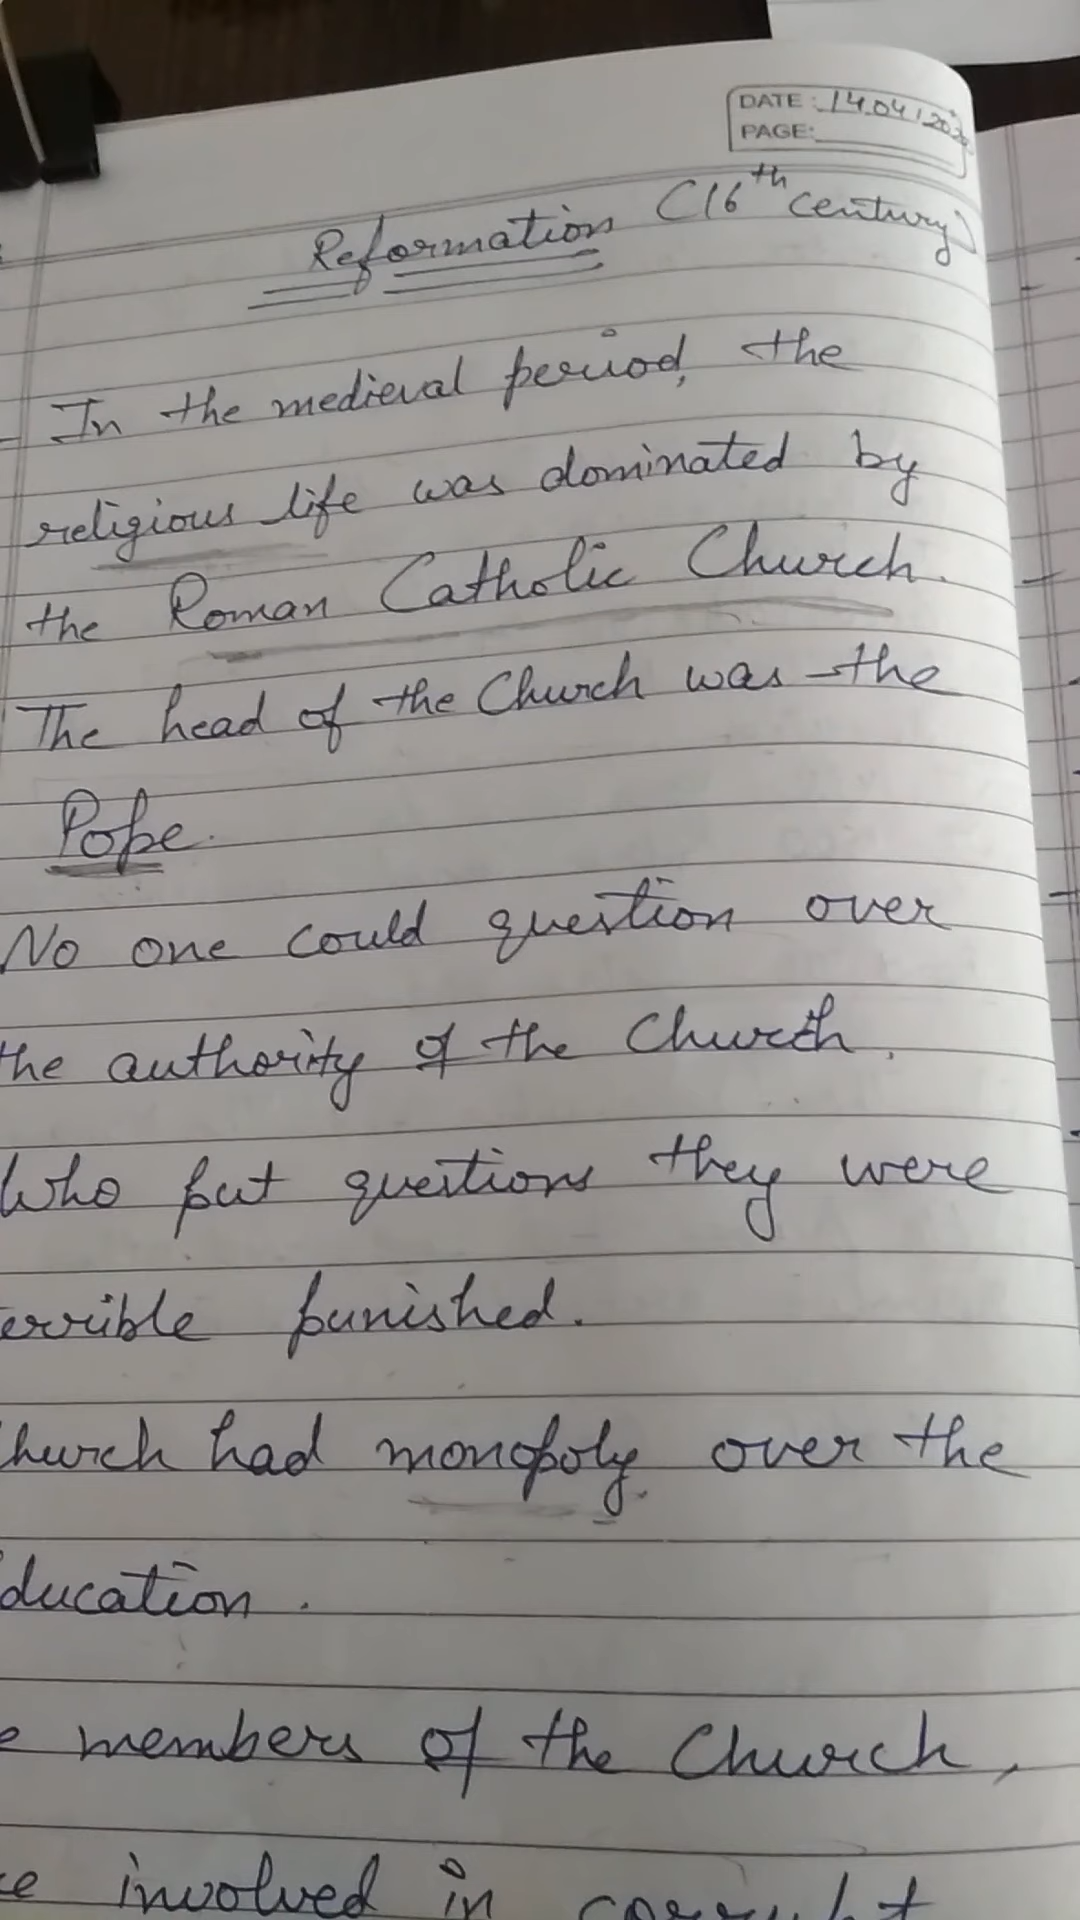 DATE: 14.04.202
PAGE:
Reformation (16th century)
In the medieval period, the
religious life was dominated by
the Roman Catholic Church.
The head of the Church was the
Pope.
No one could question over
the authority of the Church.
Who put questions they were
errible punished.
hurch had monopoly over the
ducation.
e members of the Church,
e involved in corrupt